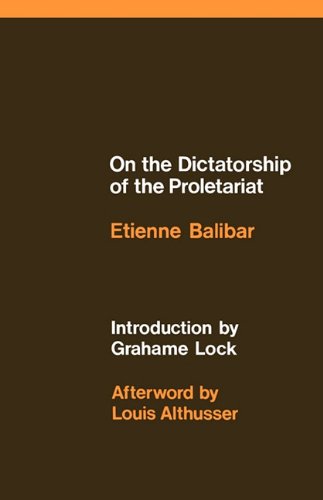 On the Dictatorship
of the Proletariat
Etienne Balibar
Introduction by
Grahame Lock
Afterword by
Louis Althusser